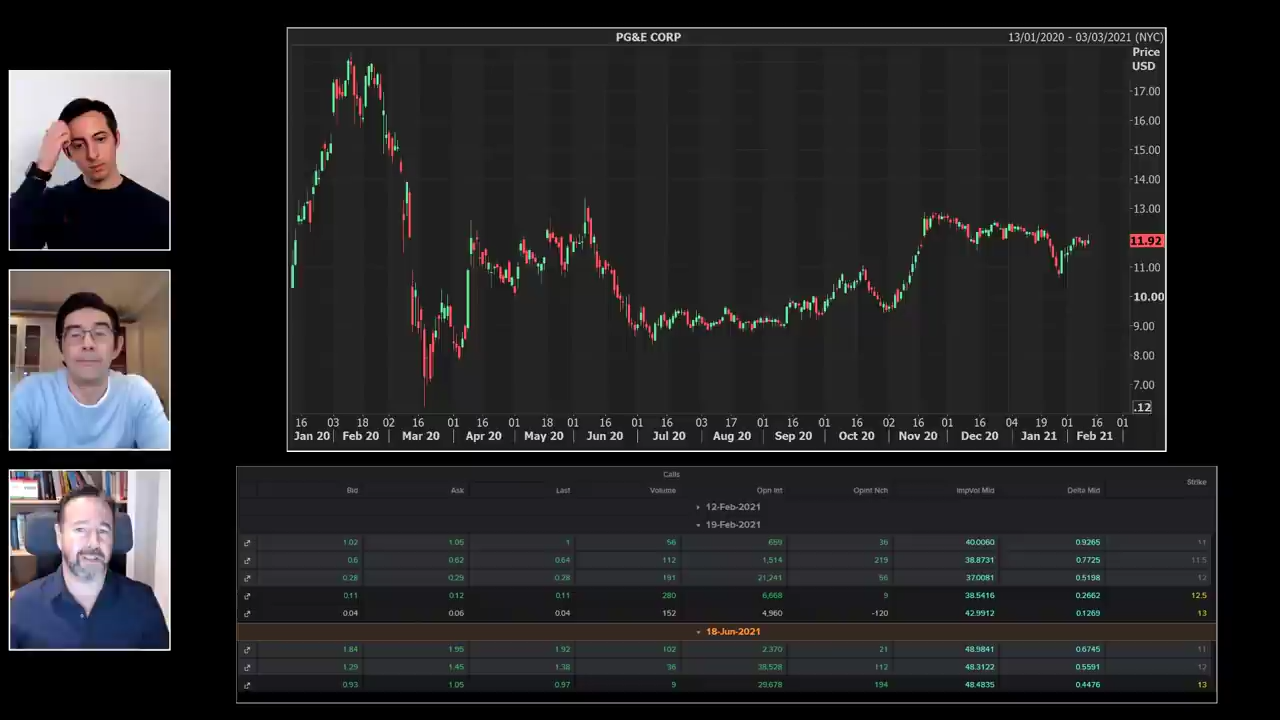 PG&E CORP 13/01/2020 - 03/03/2021 (NYC)
Price
USD
17.00
16.00
15.00
14.00
13.00
11.92
11.00
10.00
9.00
8.00
7.00
.12
16 03 18 02 16 01 16 01 18 01 16 01 16 03 17 01 16 01 16 02 16 01 16 04 19 01 16 01
Jan 20 Feb 20 Mar 20 Apr 20 May 20 Jun 20 Jul 20 Aug 20 Sep 20 Oct 20 Nov 20 Dec 20 Jan 21 Feb 21
Calls
Bid Ask Last Volume Opn Int OpInt Nch ImpVol Mid Delta Mid Strike
12-Feb-2021
19-Feb-2021
1.02 1.05 1 56 659 36 40.0060 0.9265 11
0.6 0.62 0.64 112 1,514 219 38.8731 0.7725 11.5
0.28 0.29 0.28 191 21,241 56 37.0081 0.5198 12
0.11 0.12 0.11 280 6,668 9 38.5416 0.2662 12.5
0.04 0.06 0.04 152 4,960 -120 42.9912 0.1269 13
18-Jun-2021
1.84 1.95 1.92 102 2,370 21 48.9841 0.6745 11
1.29 1.45 1.38 36 38,528 112 48.3122 0.5591 12
0.93 1.05 0.97 9 29,678 194 48.4835 0.4476 13